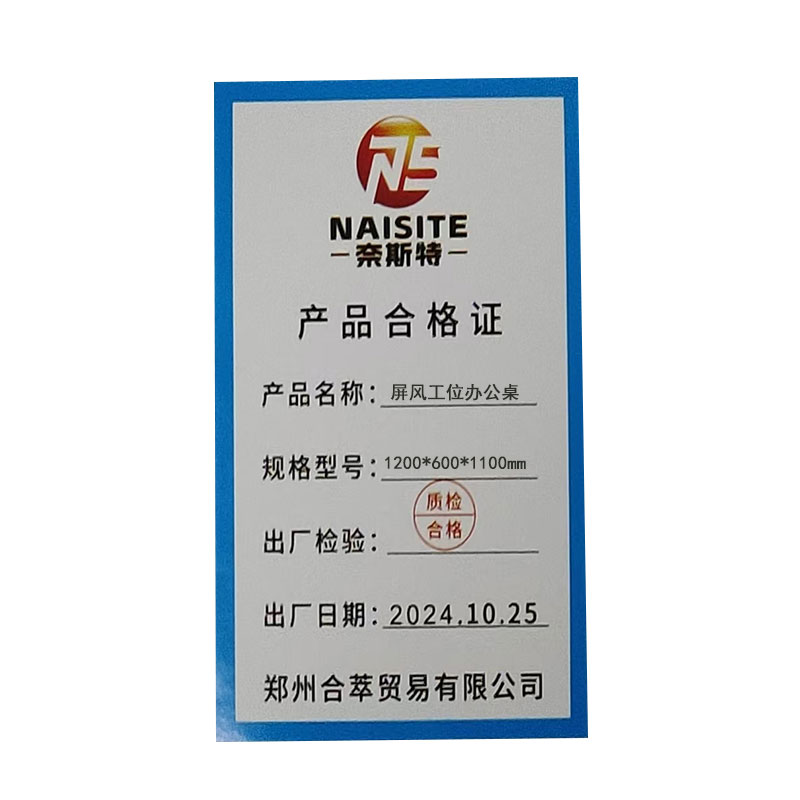 NS
NAISITE
奈斯特
产品合格证
产品名称：屏风工位办公桌
规格型号：1200*600*1100mm
质检
合格
出厂检验：
出厂日期：2024.10.25
郑州合萃贸易有限公司